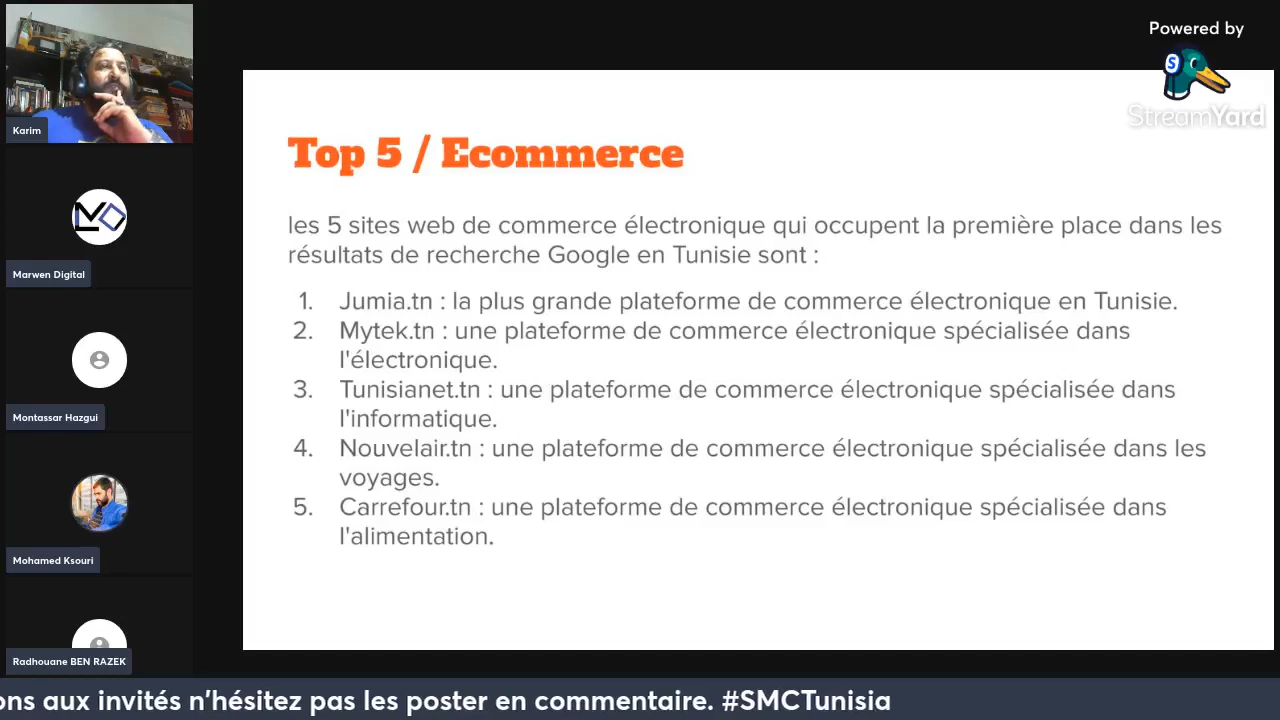 Powered by
StreamYard
Karim
Marwen Digital
Montassar Hazgui
Mohamed Ksouri
Radhouane BEN RAZEK
Top 5 / Ecommerce
les 5 sites web de commerce électronique qui occupent la première place dans les
résultats de recherche Google en Tunisie sont :
1. Jumia.tn : la plus grande plateforme de commerce électronique en Tunisie.
2. Mytek.tn : une plateforme de commerce électronique spécialisée dans
l'électronique.
3. Tunisianet.tn : une plateforme de commerce électronique spécialisée dans
l'informatique.
4. Nouvelair.tn : une plateforme de commerce électronique spécialisée dans les
voyages.
5. Carrefour.tn : une plateforme de commerce électronique spécialisée dans
l'alimentation.
ons aux invités n'hésitez pas les poster en commentaire. #SMCTunisia